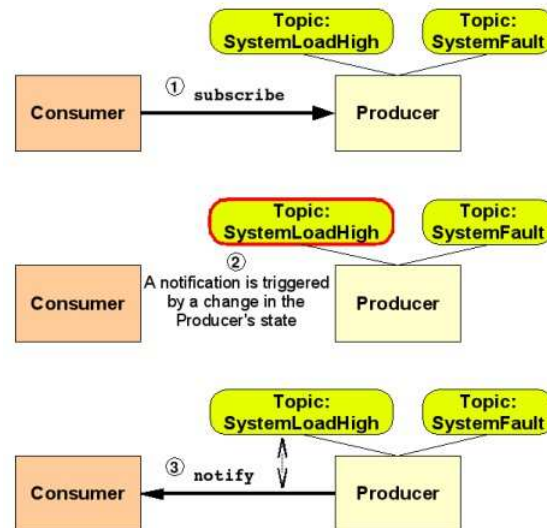 Topic:
SystemLoadHigh
Topic:
SystemFault
Consumer
① subscribe
Producer
Topic:
SystemLoadHigh
Topic:
SystemFault
Consumer
②
A notification is triggered
by a change in the
Producer's state
Producer
Topic:
SystemLoadHigh
Topic:
SystemFault
Consumer
③ notify
Producer